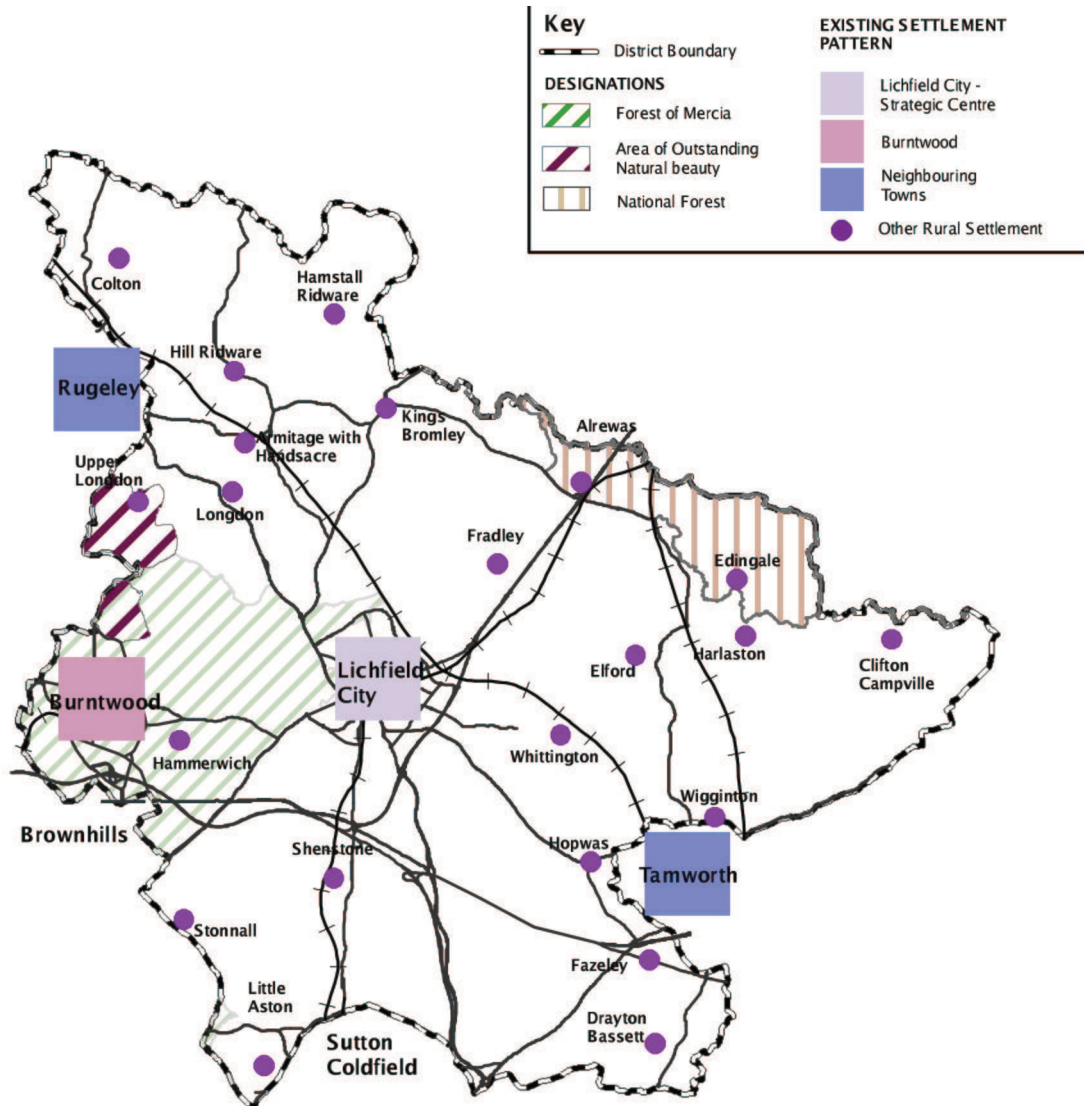 Key
District Boundary
DESIGNATIONS
Forest of Mercia
Area of Outstanding
Natural beauty
National Forest
EXISTING SETTLEMENT
PATTERN
Lichfield City -
Strategic Centre
Burntwood
Neighbouring
Towns
Other Rural Settlement
Colton
Hamstall
Ridware
Hill Ridware
Rugeley
Kings
Bromley
Alrewas
Armitage with
Handsacre
Upper
Longdon
Longdon
Fradley
Edingale
Harlaston
Clifton
Campville
Elford
Lichfield
City
Burntwood
Hammerwich
Whittington
Wigginton
Brownhills
Shenstone
Hopwas
Tamworth
Stonnall
Fazeley
Little
Aston
Drayton
Bassett
Sutton
Coldfield